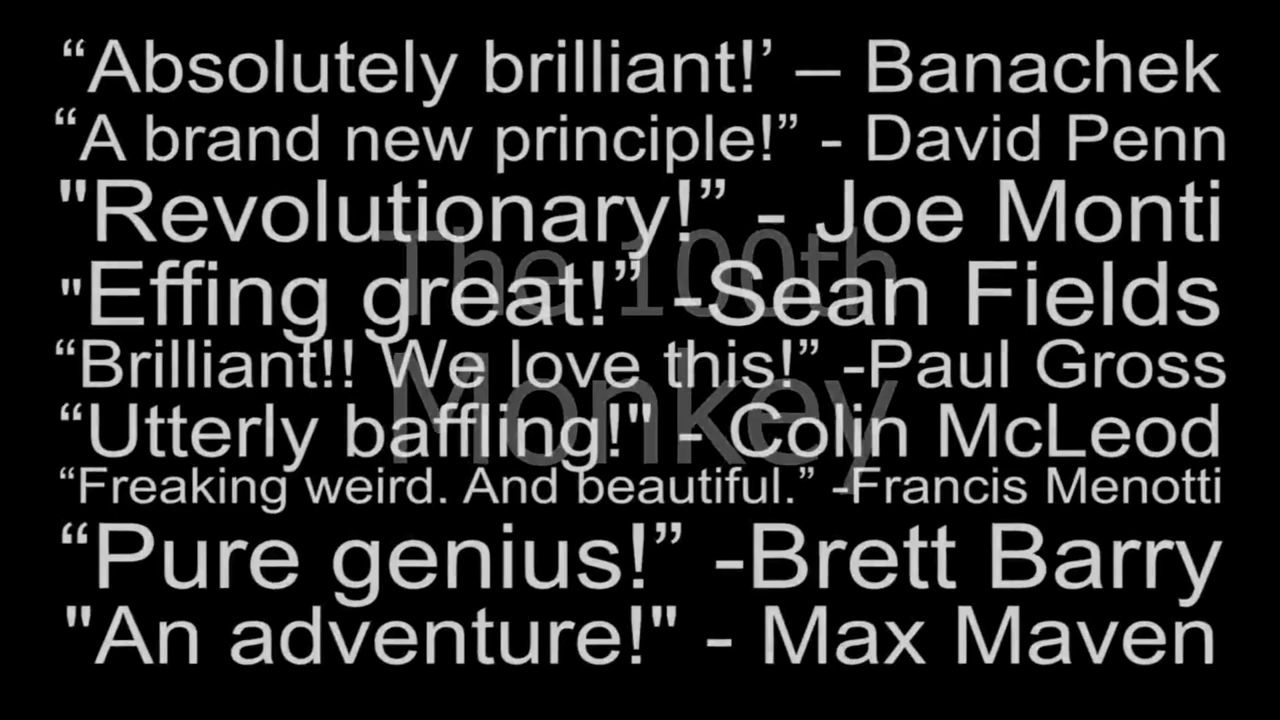 “Absolutely brilliant!’ – Banachek
“A brand new principle!” - David Penn
"Revolutionary!” - Joe Monti
"Effing great!” -Sean Fields
“Brilliant!! We love this!” -Paul Gross
“Utterly baffling!" - Colin McLeod
“Freaking weird. And beautiful.” -Francis Menotti
“Pure genius!” -Brett Barry
"An adventure!" - Max Maven
The 100th
Monkey